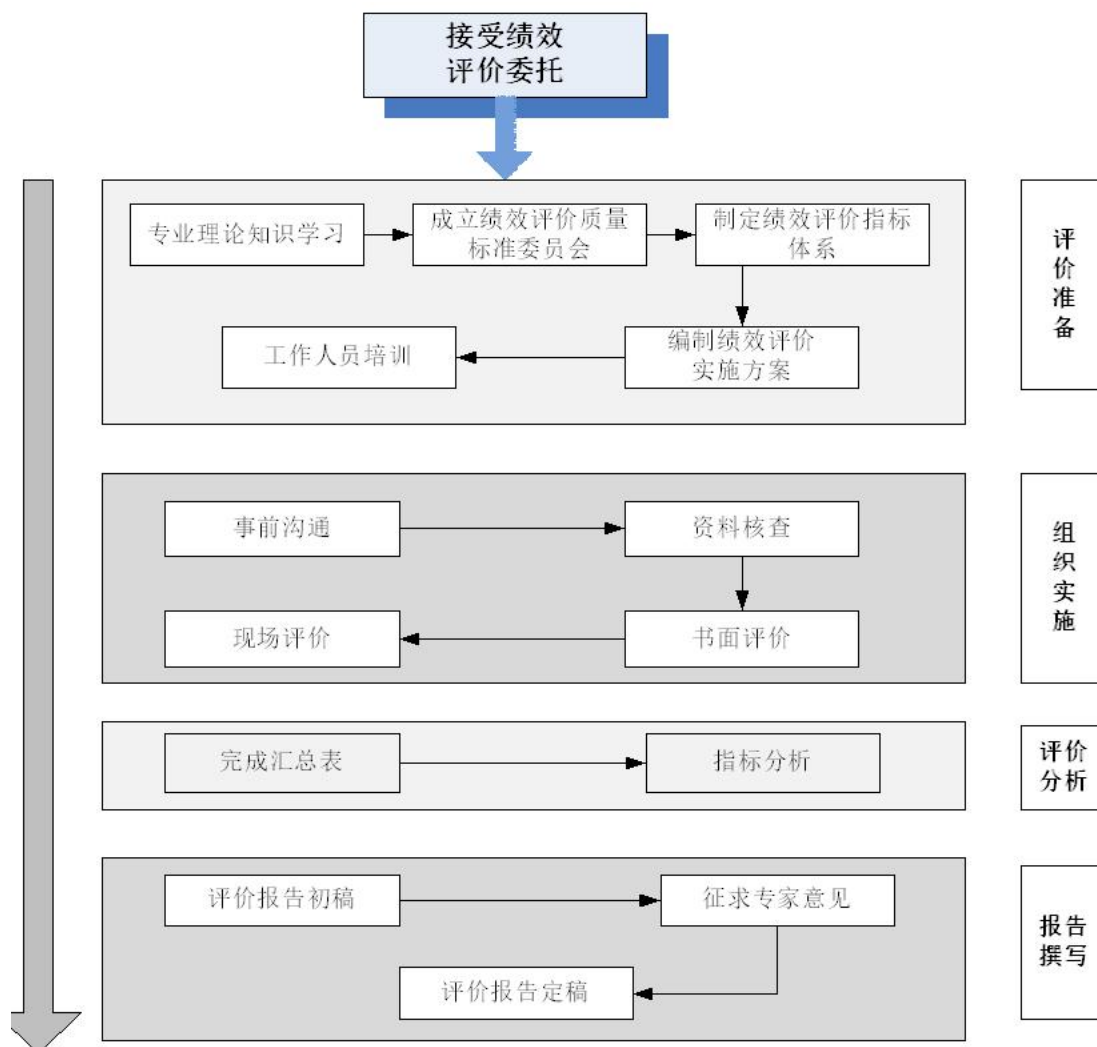 接受绩效
评价委托
专业理论知识学习
成立绩效评价质量
标准委员会
制定绩效评价指标
体系
工作人员培训
编制绩效评价
实施方案
评
价
准
备
事前沟通
资料核查
现场评价
书面评价
组
织
实
施
完成汇总表
指标分析
评价
分析
评价报告初稿
征求专家意见
评价报告定稿
报告
撰写